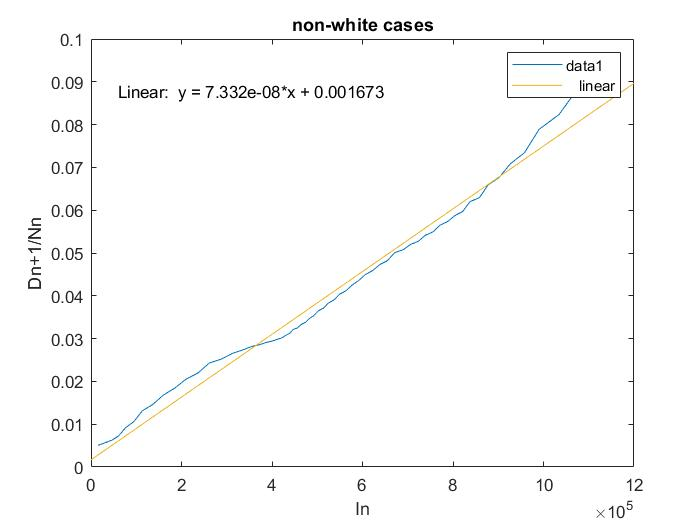 non-white cases
Linear:  y = 7.332e-08*x + 0.001673
data1
linear
0.1
0.09
0.08
0.07
0.06
0.05
0.04
0.03
0.02
0.01
0
Dn+1/Nn
0 2 4 6 8 10 12
×10⁵
In